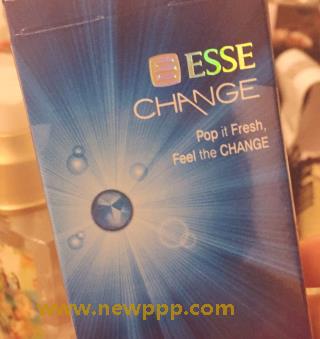 ESSE
CHANGE
Pop it Fresh,
Feel the CHANGE
www.newppp.com